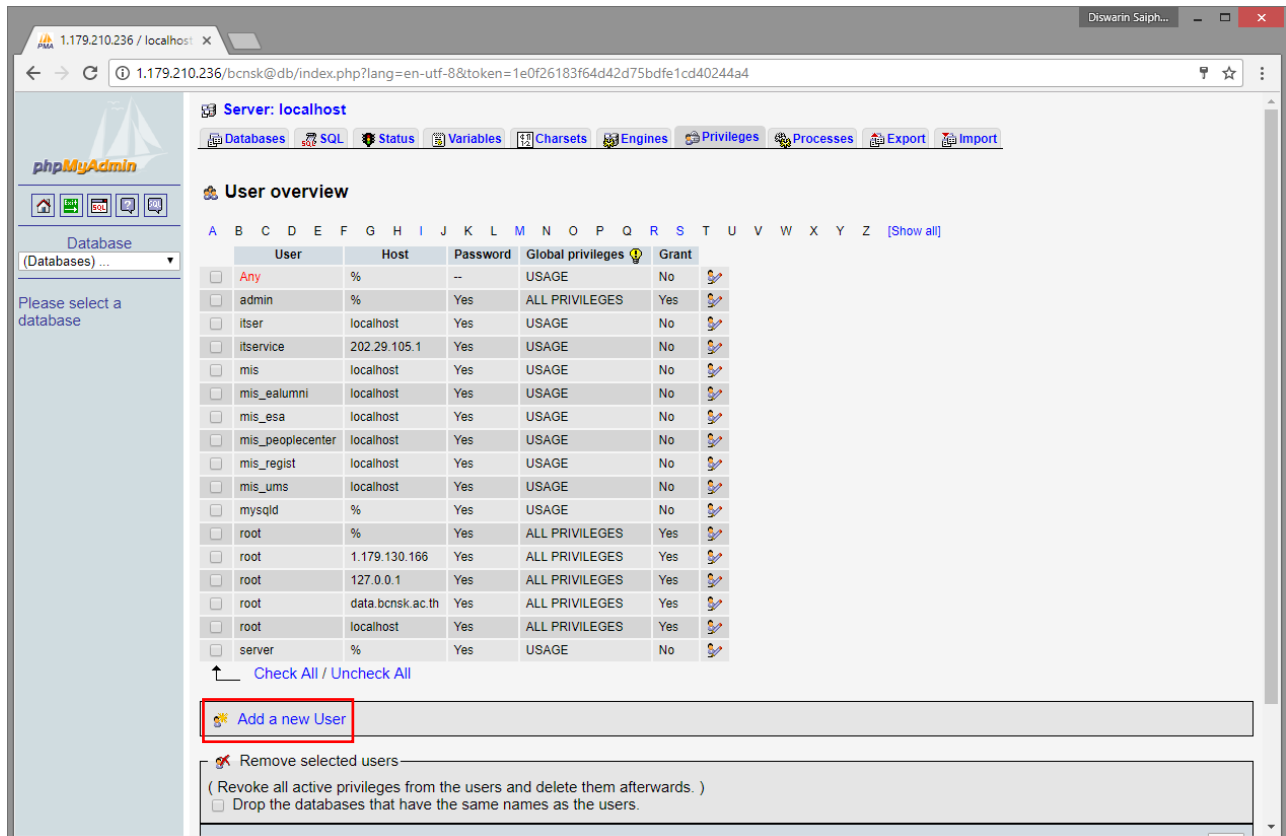 Diswarin Saiph...
1.179.210.236 / localhost
1.179.210.236/bcnsk@db/index.php?lang=en-utf-8&token=1e0f26183f64d42d75bdfe1cd40244a4
phpMyAdmin
Database
(Databases) ...
Please select a
database
Server: localhost
Databases SQL Status Variables Charsets Engines Privileges Processes Export Import
User overview
A B C D E F G H I J K L M N O P Q R S T U V W X Y Z [Show all]
User Host Password Global privileges Grant
Any % -- USAGE No
admin % Yes ALL PRIVILEGES Yes
itser localhost Yes USAGE No
itservice 202.29.105.1 Yes USAGE No
mis localhost Yes USAGE No
mis_ealumni localhost Yes USAGE No
mis_esa localhost Yes USAGE No
mis_peoplecenter localhost Yes USAGE No
mis_regist localhost Yes USAGE No
mis_ums localhost Yes USAGE No
mysqld % Yes USAGE No
root % Yes ALL PRIVILEGES Yes
root 1.179.130.166 Yes ALL PRIVILEGES Yes
root 127.0.0.1 Yes ALL PRIVILEGES Yes
root data.bcnsk.ac.th Yes ALL PRIVILEGES Yes
root localhost Yes ALL PRIVILEGES Yes
server % Yes USAGE No
Check All / Uncheck All
Add a new User
Remove selected users
( Revoke all active privileges from the users and delete them afterwards. )
Drop the databases that have the same names as the users.